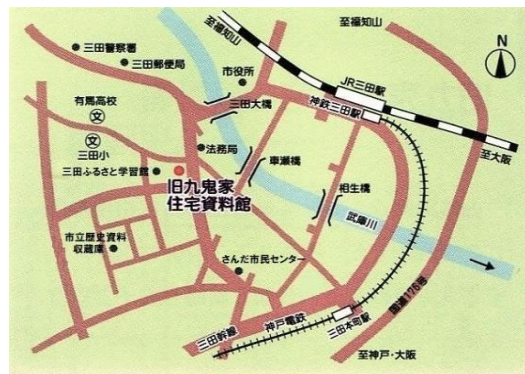 至福知山
至福知山
N
三田警察署
三田郵便局
市役所
JR三田駅
神鉄三田駅
有馬高校
文
三田大橋
文
三田小
法務局
車瀬橋
至大阪
三田ふるさと学習館
旧九鬼家
住宅資料館
相生橋
武庫川
市立歴史資料
収蔵庫
さんだ市民センター
国道176号
三田幹線
神戸電鉄
三田本町駅
至神戸・大阪